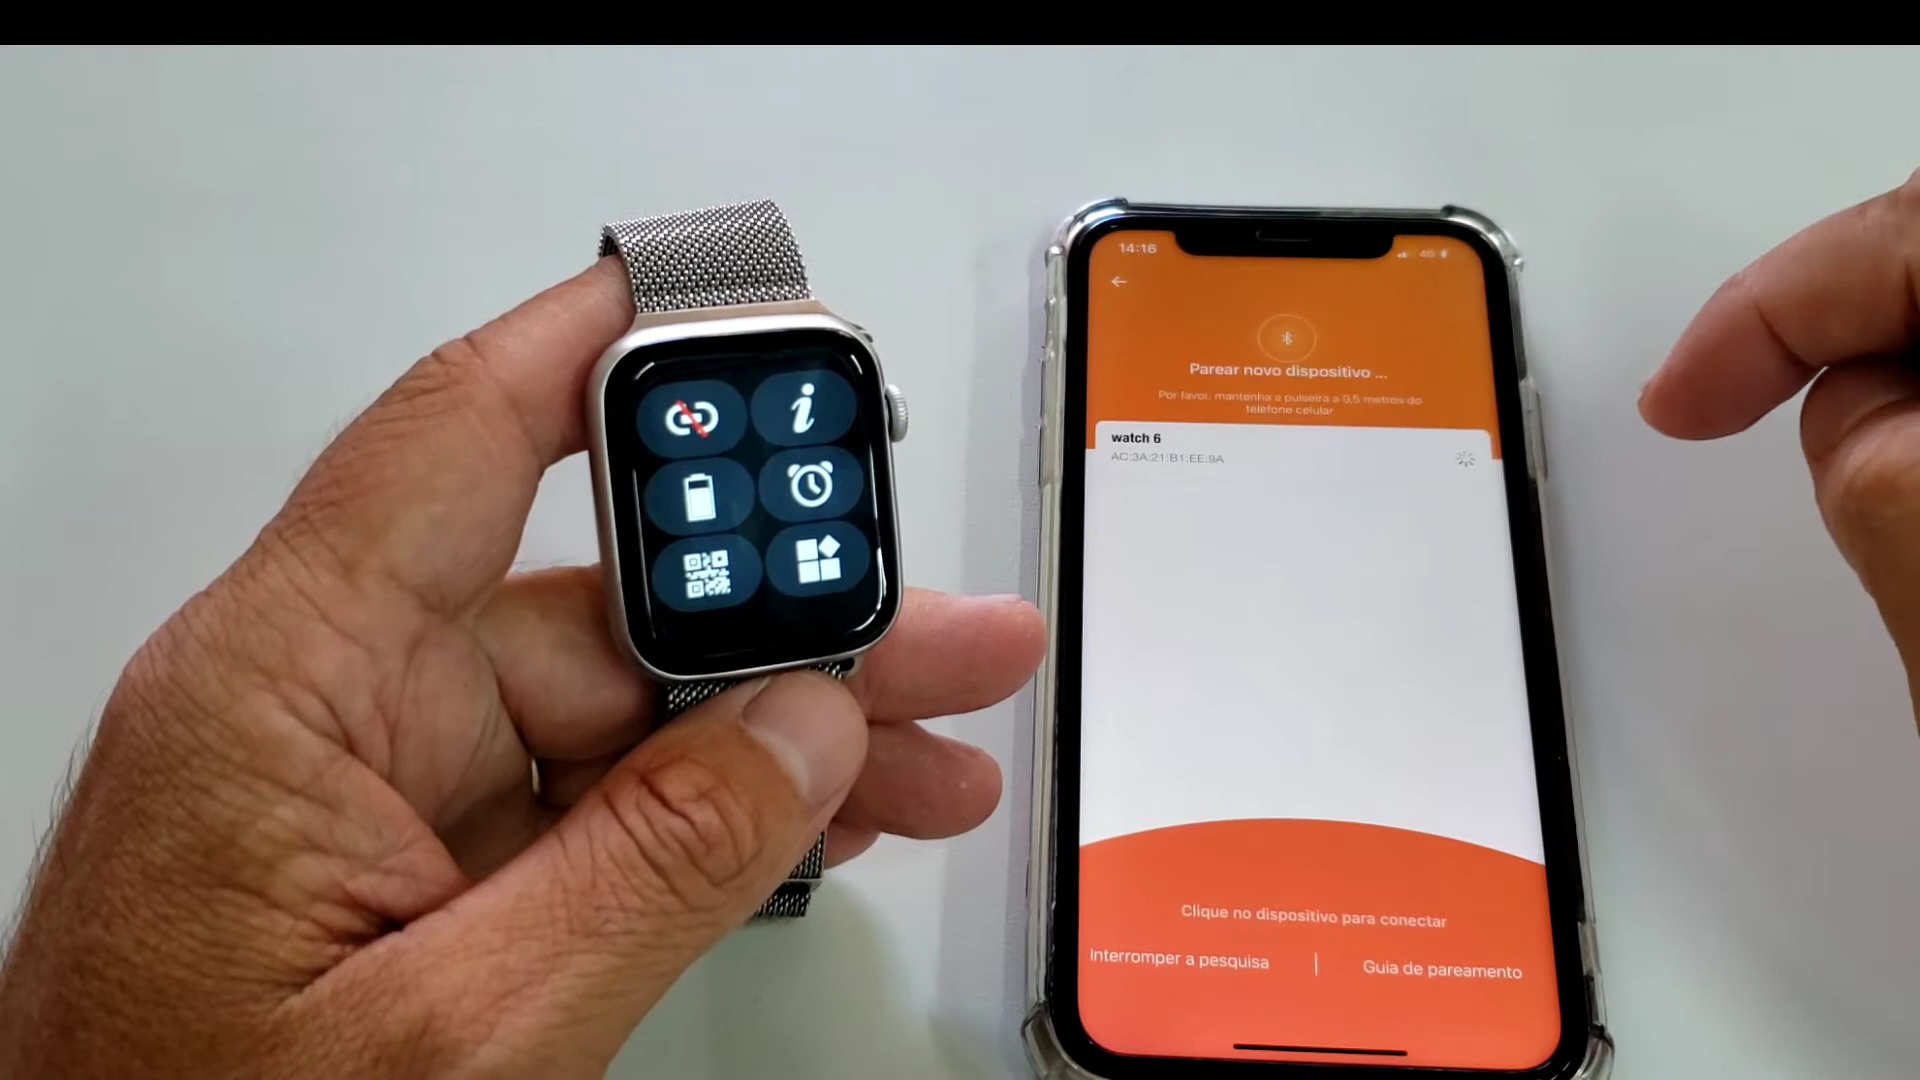 14:16
4G
Parear novo dispositivo ...
Por favor, mantenha a pulseira a 0,5 metros do
telefone celular
watch 6
AC:3A:21:B1:EE:9A
Clique no dispositivo para conectar
Interromper a pesquisa | Guia de pareamento